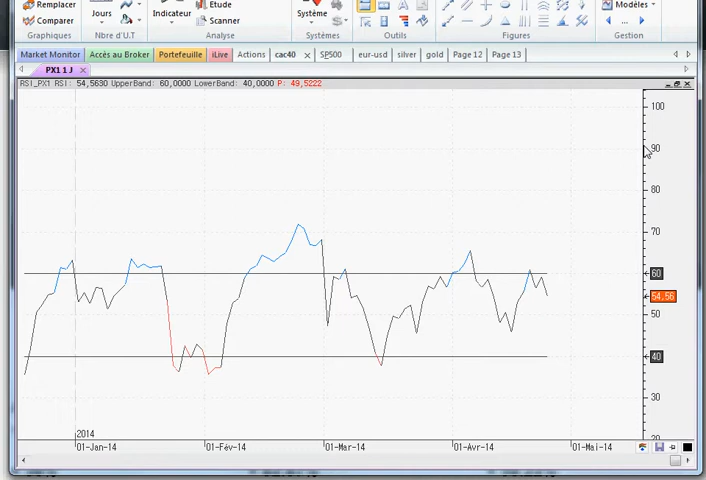 Remplacer
Comparer
Graphiques
Jours
Nbre d'U.T
Indicateur
Etude
Scanner
Analyse
Système
Systèmes
Outils
Figures
Modèles
Gestion
Market Monitor Accès au Broker Portefeuille iLive Actions cac40 x SP500 eur-usd silver gold Page 12 Page 13
PX1 1 J x
RSI_PX1 RSI: 54,5630 UpperBand: 60,0000 LowerBand: 40,0000 P: 49,5222
100
90
80
70
60
54,56
50
40
30
20
2014
01-Jan-14 01-Fév-14 01-Mar-14 01-Avr-14 01-Mai-14